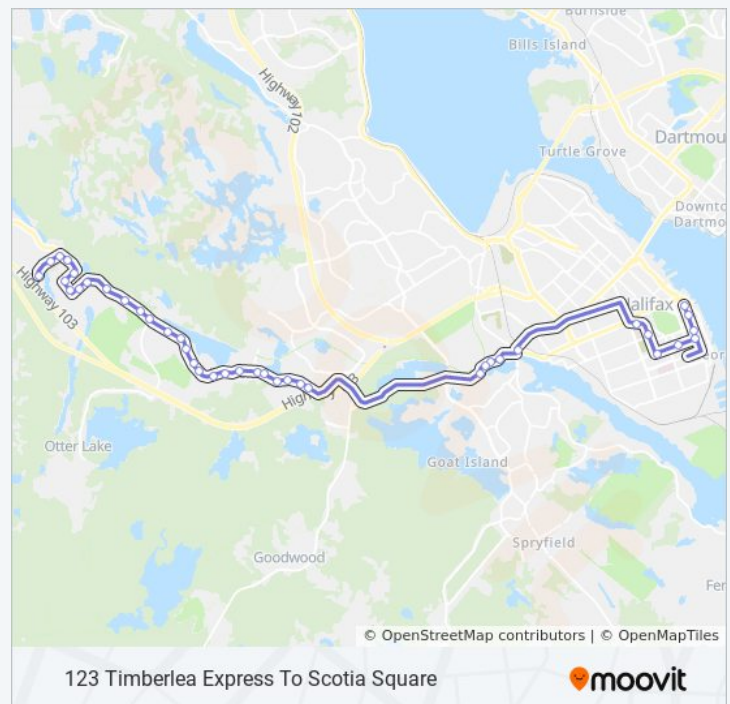 Burnside
Bills Island
Highway 102
Dartmou
Turtle Grove
Downto
Dartmo
Highway 103
Halifax
Otter Lake
Goat Island
Goodwood
Spryfield
Fer
© OpenStreetMap contributors | © OpenMapTiles
123 Timberlea Express To Scotia Square
moovit